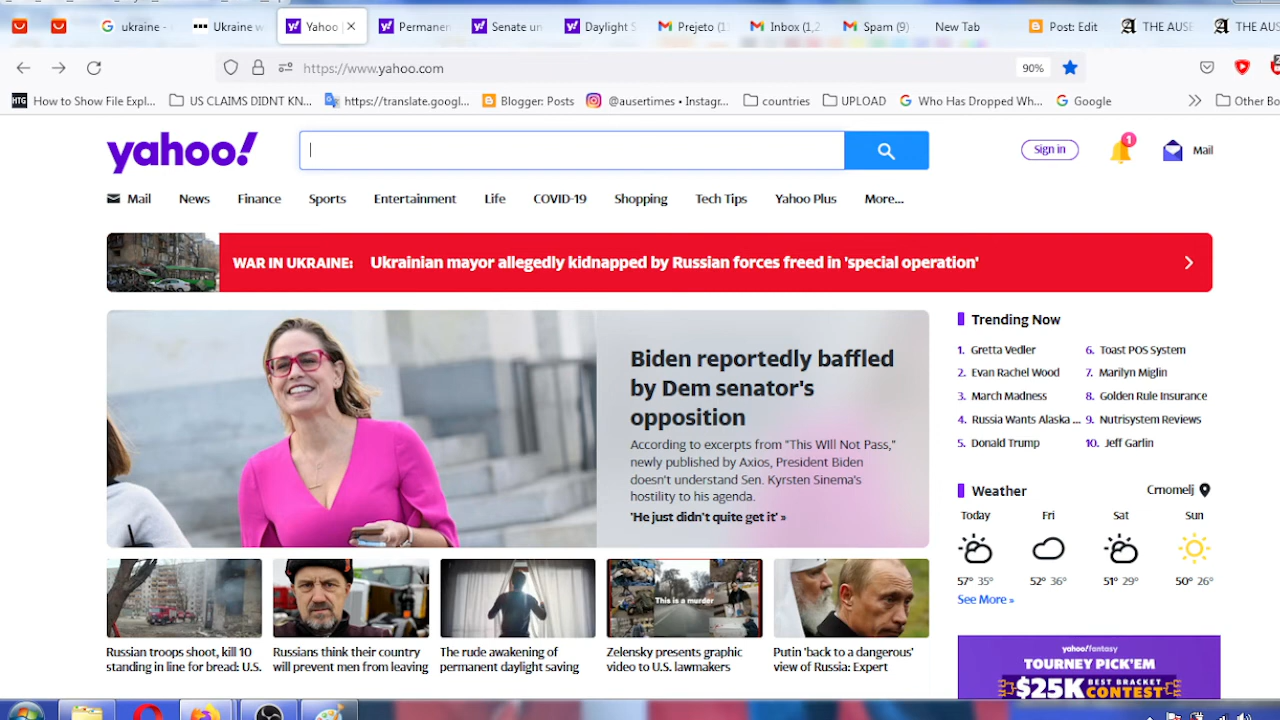 ukraine -
Ukraine w
Yahoo |
Permanen
Senate un
Daylight S
Prejeto (1
Inbox (1,2
Spam (9)
New Tab
Post: Edit
THE AUSE
THE AUS
https://www.yahoo.com
90%
How to Show File Expl...
US CLAIMS DIDNT KN...
https://translate.googl...
Blogger: Posts
@ausertimes • Instagr...
countries
UPLOAD
Who Has Dropped Wh...
Google
Other Bo
yahoo!
Sign in
1
Mail
Mail
News
Finance
Sports
Entertainment
Life
COVID-19
Shopping
Tech Tips
Yahoo Plus
More...
WAR IN UKRAINE: Ukrainian mayor allegedly kidnapped by Russian forces freed in 'special operation'
Biden reportedly baffled
by Dem senator's
opposition
According to excerpts from "This WIll Not Pass,"
newly published by Axios, President Biden
doesn't understand Sen. Kyrsten Sinema's
hostility to his agenda.
'He just didn't quite get it' »
Trending Now
1. Gretta Vedler
2. Evan Rachel Wood
3. March Madness
4. Russia Wants Alaska ...
5. Donald Trump
6. Toast POS System
7. Marilyn Miglin
8. Golden Rule Insurance
9. Nutrisystem Reviews
10. Jeff Garlin
Weather
Crnomelj
Today
Fri
Sat
Sun
57° 35°
52° 36°
51° 29°
50° 26°
See More »
This is a murder
Russian troops shoot, kill 10
standing in line for bread: U.S.
Russians think their country
will prevent men from leaving
The rude awakening of
permanent daylight saving
Zelensky presents graphic
video to U.S. lawmakers
Putin 'back to a dangerous'
view of Russia: Expert
yahoo!fantasy
TOURNEY PICK'EM
$25K BEST BRACKET
CONTEST